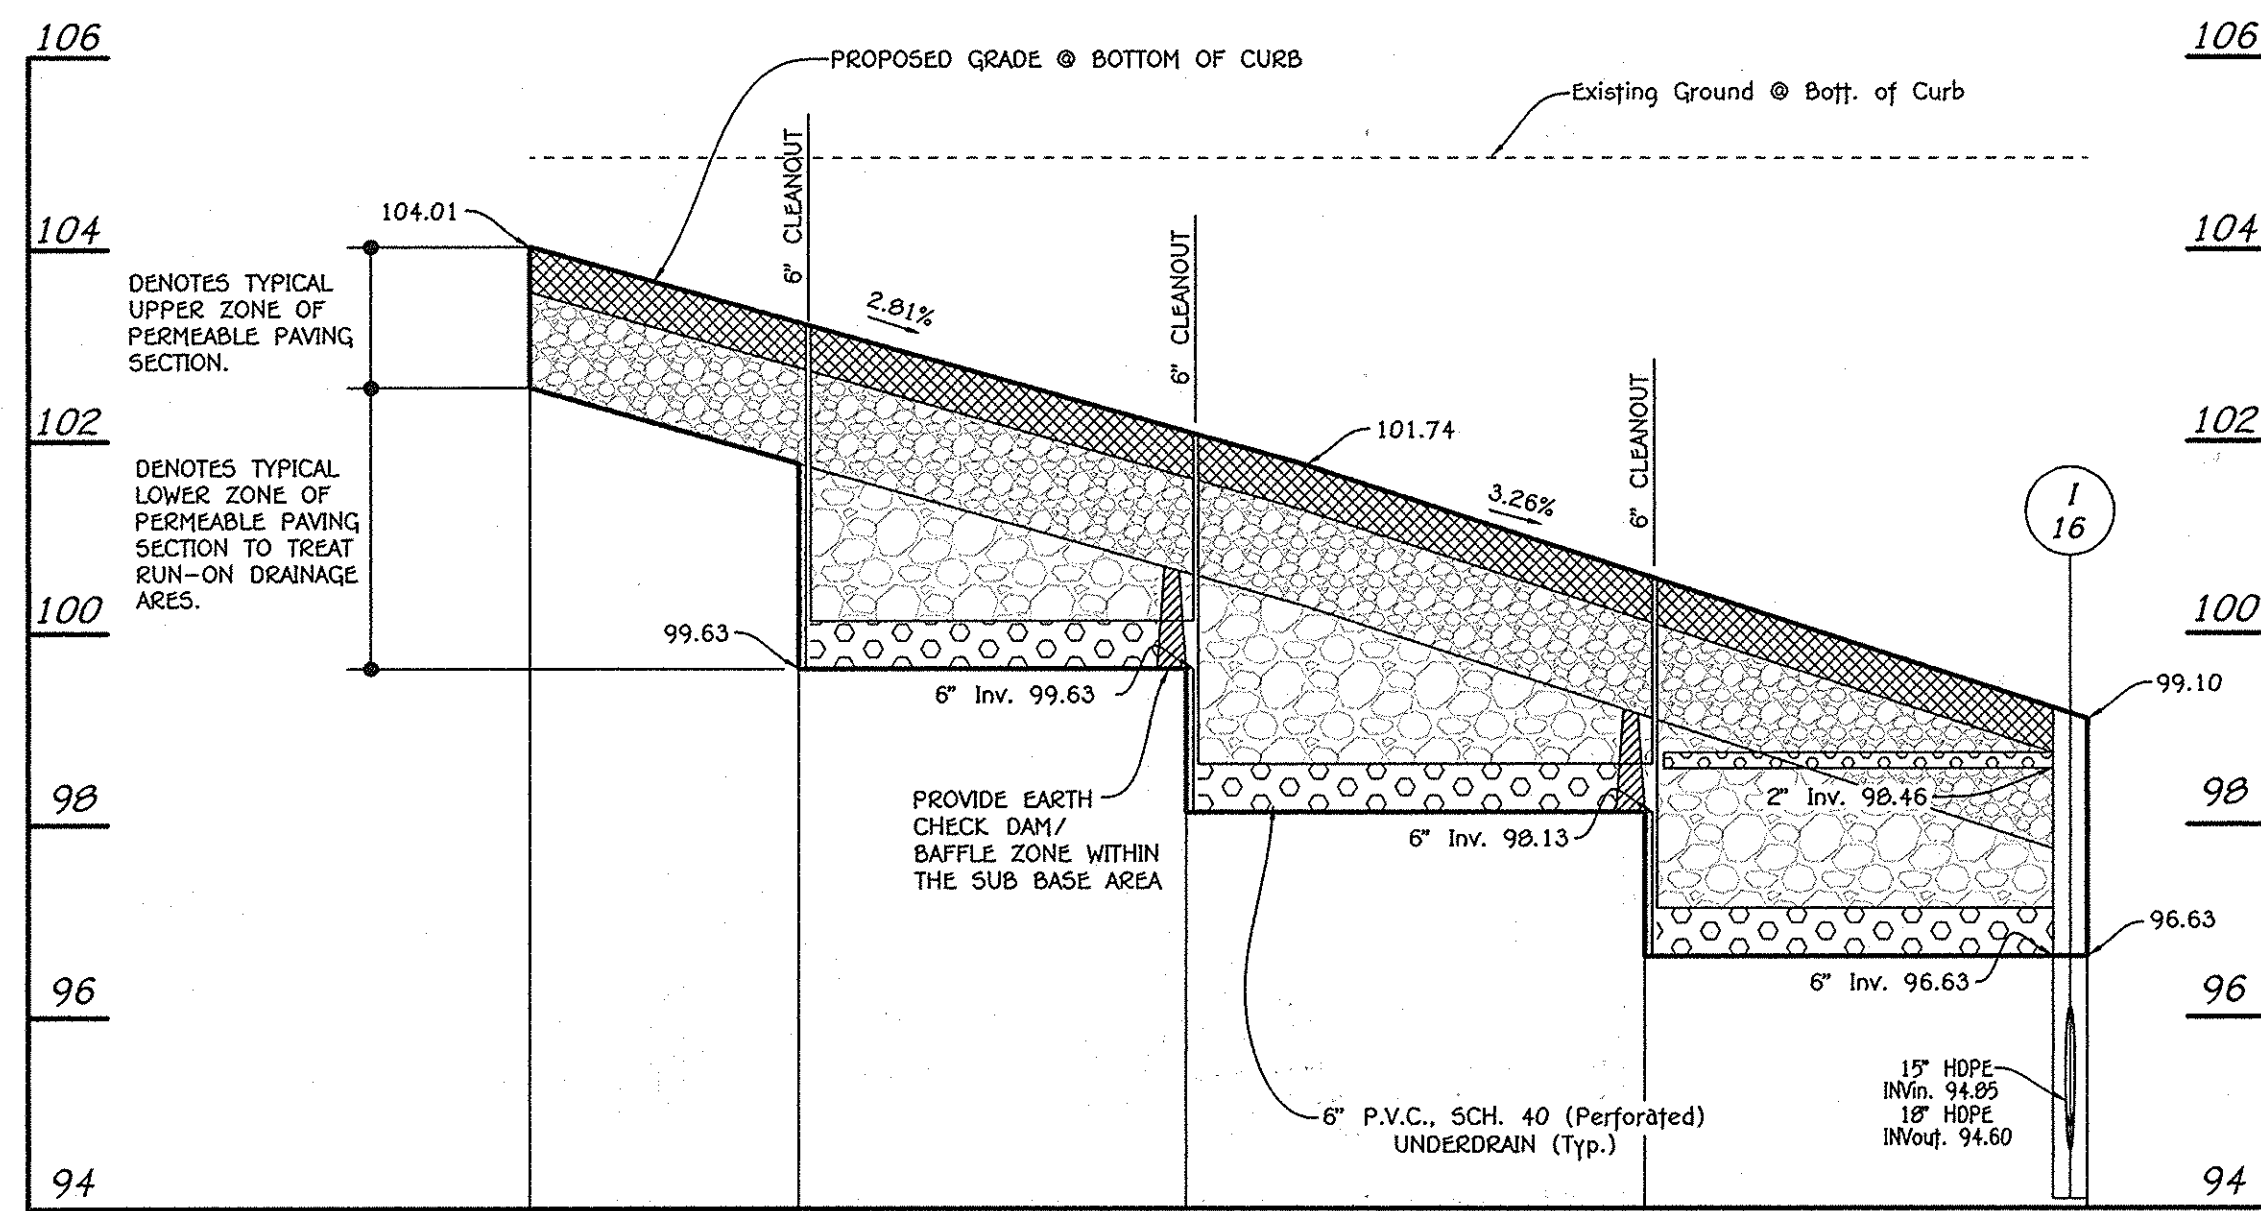 106
106
PROPOSED GRADE @ BOTTOM OF CURB
Existing Ground @ Bott. of Curb
6" CLEANOUT
104.01
104
104
6" CLEANOUT
DENOTES TYPICAL
UPPER ZONE OF
PERMEABLE PAVING
SECTION.
2.81%
6" CLEANOUT
102
102
101.74
DENOTES TYPICAL
LOWER ZONE OF
PERMEABLE PAVING
SECTION TO TREAT
RUN-ON DRAINAGE
ARES.
3.26%
I
16
100
100
99.63
6" Inv. 99.63
99.10
98
98
PROVIDE EARTH
CHECK DAM/
BAFFLE ZONE WITHIN
THE SUB BASE AREA
2" Inv. 98.46
6" Inv. 98.13
96.63
6" Inv. 96.63
96
96
15" HDPE
INVin. 94.85
18" HDPE
INVout. 94.60
6" P.V.C., SCH. 40 (Perforated)
UNDERDRAIN (Typ.)
94
94